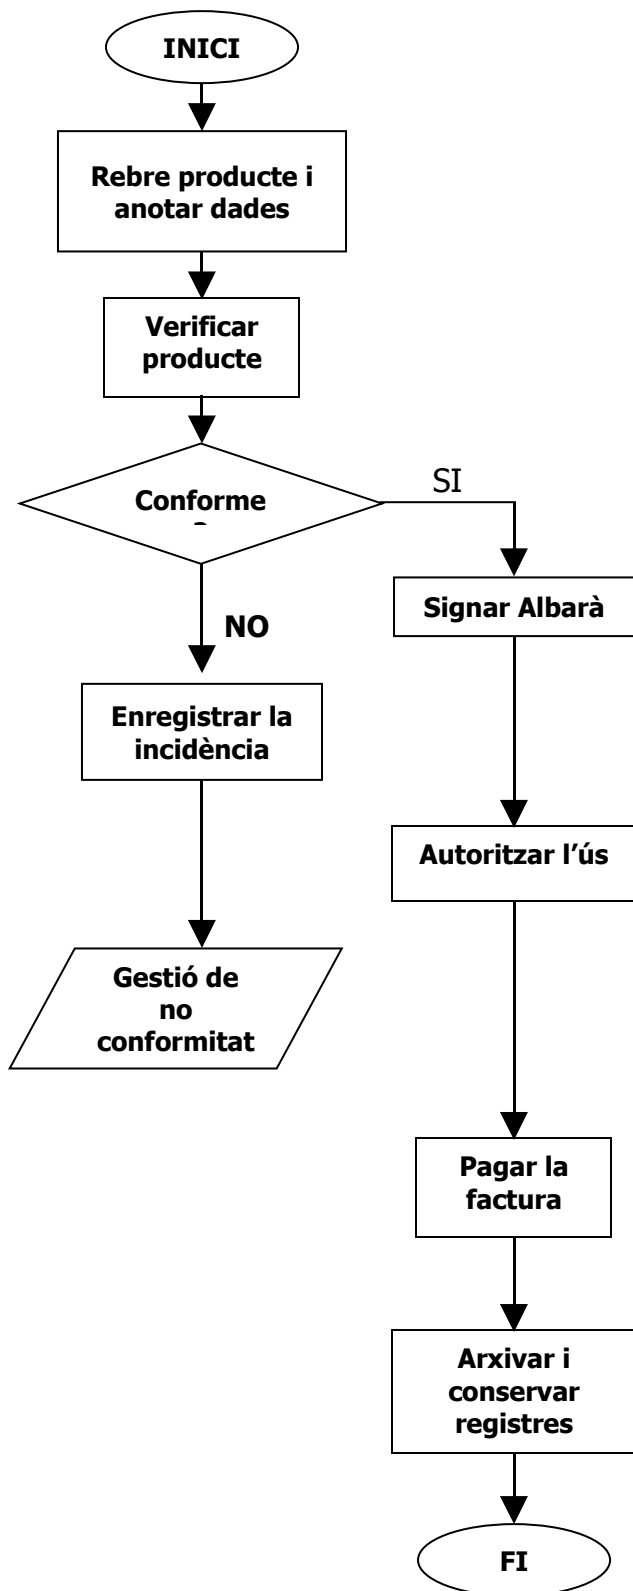 INICI
Rebre producte i
anotar dades
Verificar
producte
Conforme
SI
NO
Signar Albarà
Enregistrar la
incidència
Autoritzar l’ús
Gestió de
no
conformitat
Pagar la
factura
Arxivar i
conservar
registres
FI